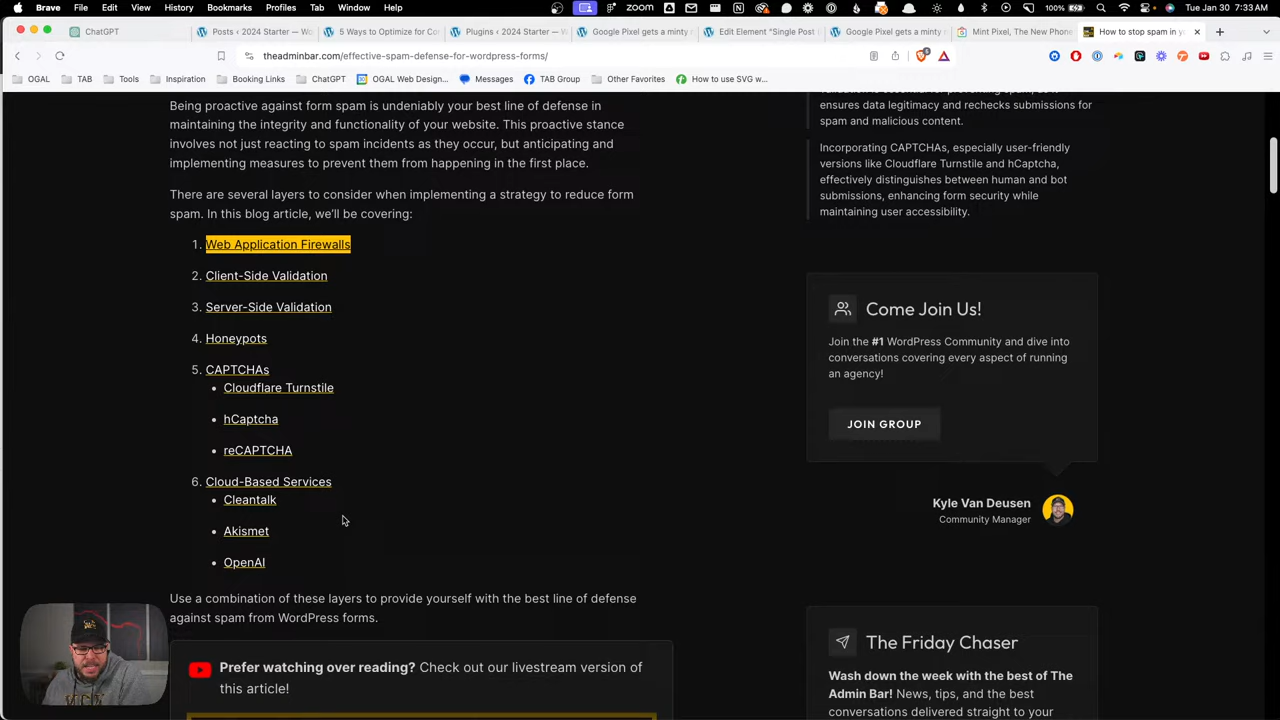 Brave File Edit View History Bookmarks Profiles Tab Window Help
zoom 100% Tue Jan 30 7:33 AM
ChatGPT
Posts ‹ 2024 Starter — W
5 Ways to Optimize for Co
Plugins ‹ 2024 Starter — W
Google Pixel gets a minty
Edit Element "Single Post
Google Pixel gets a minty
Mint Pixel, The New Phone
How to stop spam in y
theadminbar.com/effective-spam-defense-for-wordpress-forms/
OGAL TAB Tools Inspiration Booking Links ChatGPT OGAL Web Design... Messages TAB Group Other Favorites How to use SVG w...
Being proactive against form spam is undeniably your best line of defense in
maintaining the integrity and functionality of your website. This proactive stance
involves not just reacting to spam incidents as they occur, but anticipating and
implementing measures to prevent them from happening in the first place.
There are several layers to consider when implementing a strategy to reduce form
spam. In this blog article, we'll be covering:
1. Web Application Firewalls
2. Client-Side Validation
3. Server-Side Validation
4. Honeypots
5. CAPTCHAs
• Cloudflare Turnstile
• hCaptcha
• reCAPTCHA
6. Cloud-Based Services
• Cleantalk
• Akismet
• OpenAI
Use a combination of these layers to provide yourself with the best line of defense
against spam from WordPress forms.
Prefer watching over reading? Check out our livestream version of
this article!
ensures data legitimacy and rechecks submissions for
spam and malicious content.
Incorporating CAPTCHAs, especially user-friendly
versions like Cloudflare Turnstile and hCaptcha,
effectively distinguishes between human and bot
submissions, enhancing form security while
maintaining user accessibility.
Come Join Us!
Join the #1 WordPress Community and dive into
conversations covering every aspect of running
an agency!
JOIN GROUP
Kyle Van Deusen
Community Manager
The Friday Chaser
Wash down the week with the best of The
Admin Bar! News, tips, and the best
conversations delivered straight to your